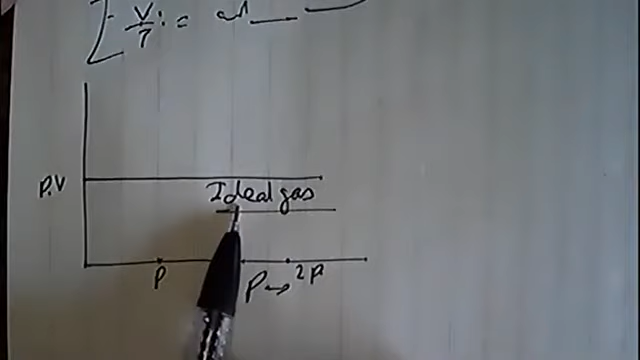 V/T =
P.V
Ideal gas
P P → 2P